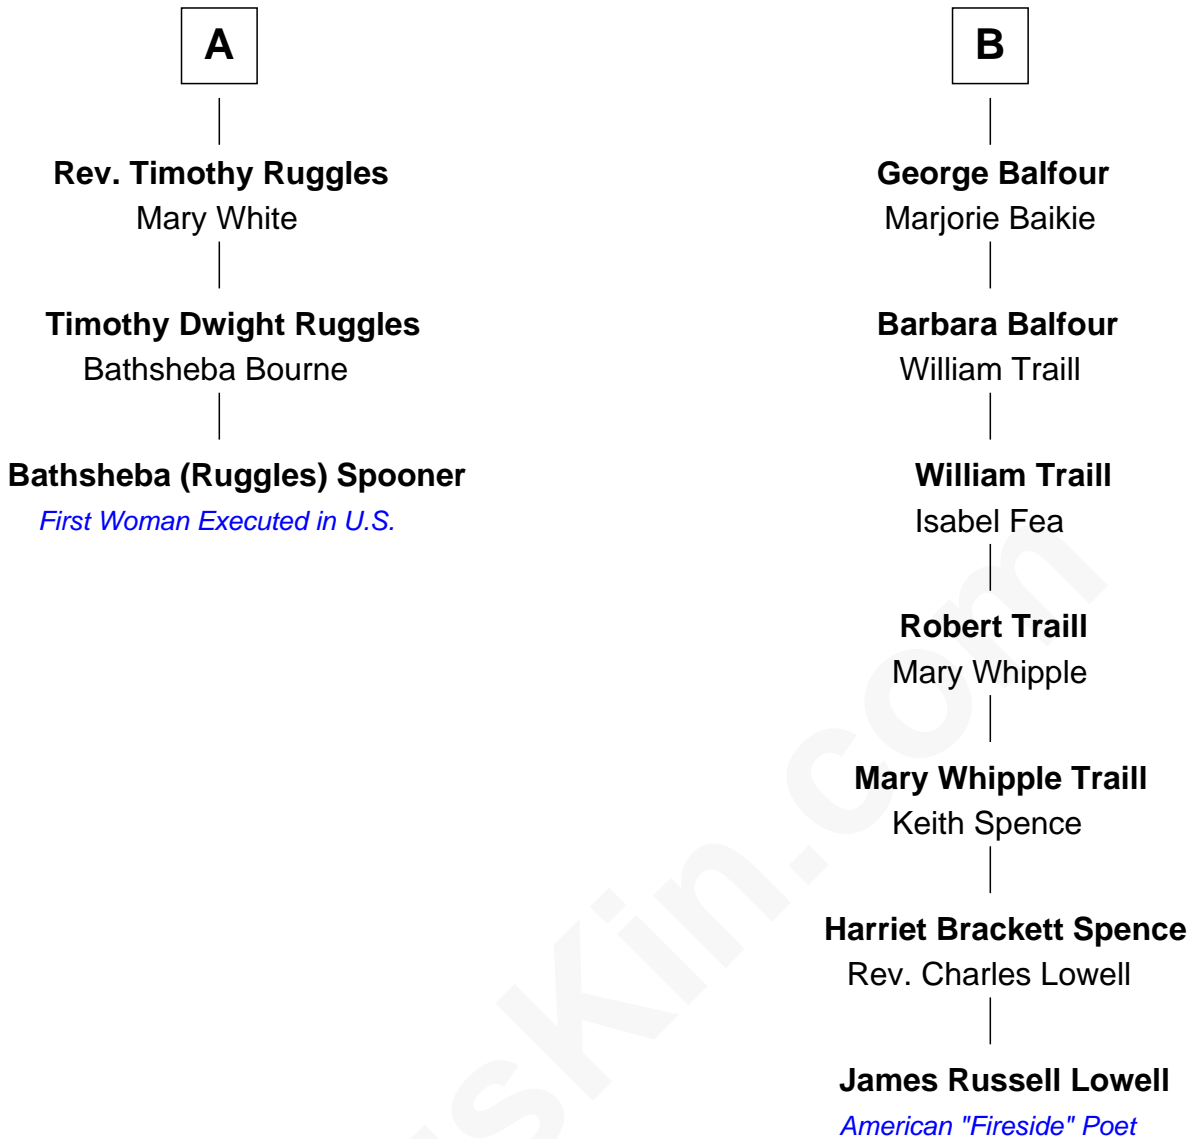 A
Rev. Timothy Ruggles
Mary White
Timothy Dwight Ruggles
Bathsheba Bourne
Bathsheba (Ruggles) Spooner
First Woman Executed in U.S.
B
George Balfour
Marjorie Baikie
Barbara Balfour
William Traill
William Traill
Isabel Fea
Robert Traill
Mary Whipple
Mary Whipple Traill
Keith Spence
Harriet Brackett Spence
Rev. Charles Lowell
James Russell Lowell
American "Fireside" Poet